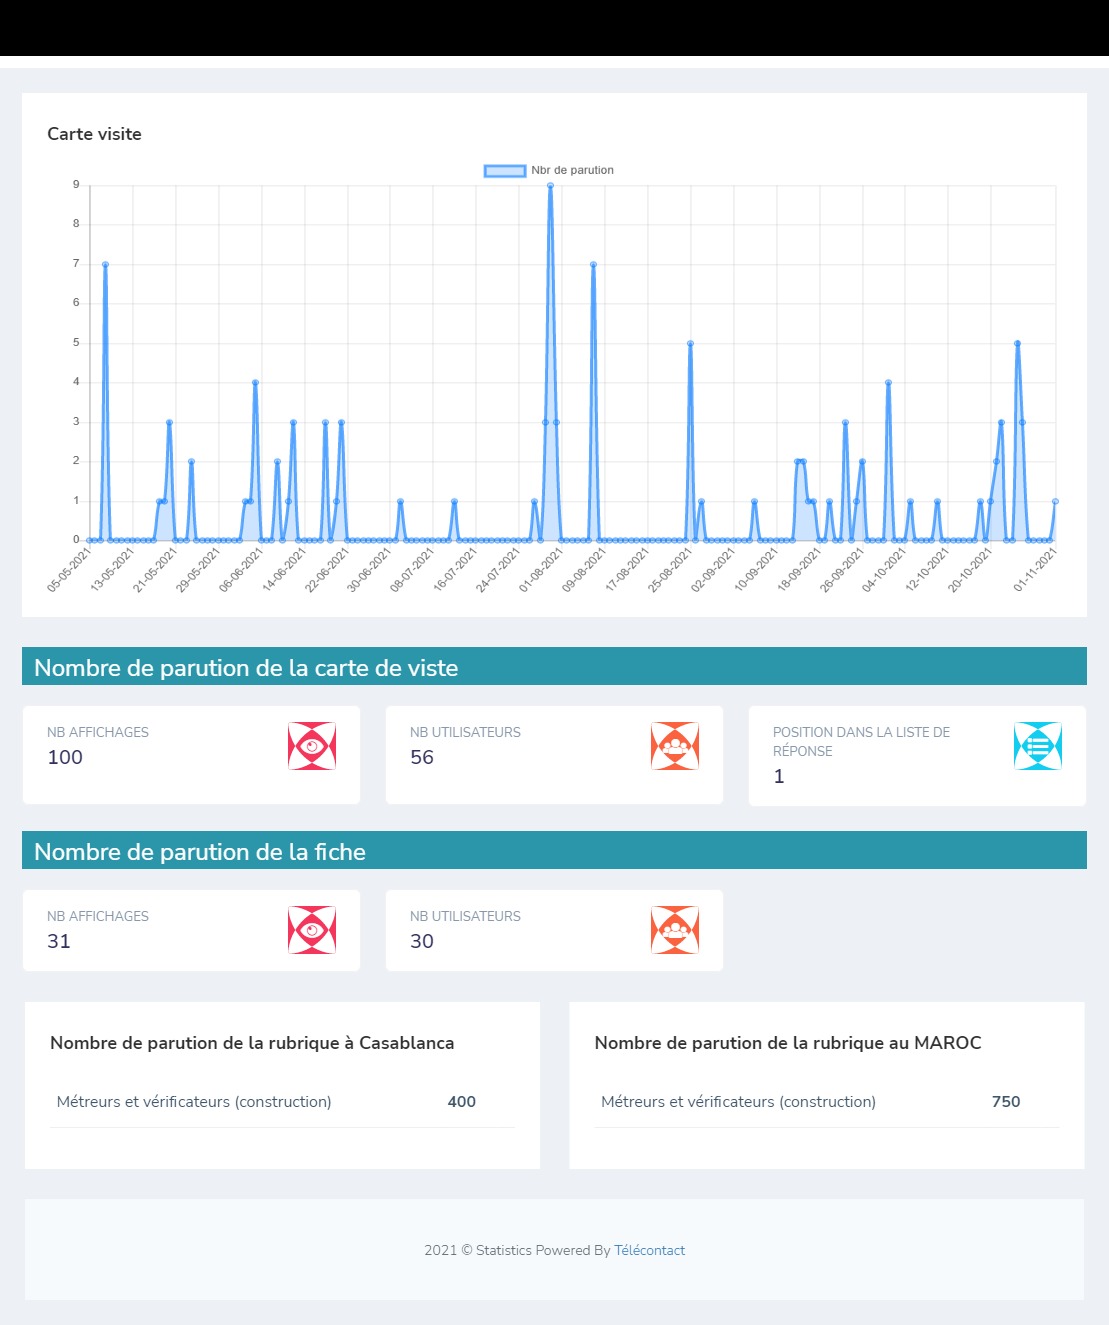 Carte visite
Nbr de parution
9
8
7
6
5
4
3
2
1
0
05-05-2021
13-05-2021
21-05-2021
29-05-2021
06-06-2021
14-06-2021
22-06-2021
30-06-2021
08-07-2021
16-07-2021
24-07-2021
01-08-2021
09-08-2021
17-08-2021
25-08-2021
02-09-2021
10-09-2021
18-09-2021
26-09-2021
04-10-2021
12-10-2021
20-10-2021
01-11-2021
Nombre de parution de la carte de viste
NB AFFICHAGES
100
NB UTILISATEURS
56
POSITION DANS LA LISTE DE
RÉPONSE
1
Nombre de parution de la fiche
NB AFFICHAGES
31
NB UTILISATEURS
30
Nombre de parution de la rubrique à Casablanca
Métreurs et vérificateurs (construction) 400
Nombre de parution de la rubrique au MAROC
Métreurs et vérificateurs (construction) 750
2021 © Statistics Powered By Télécontact